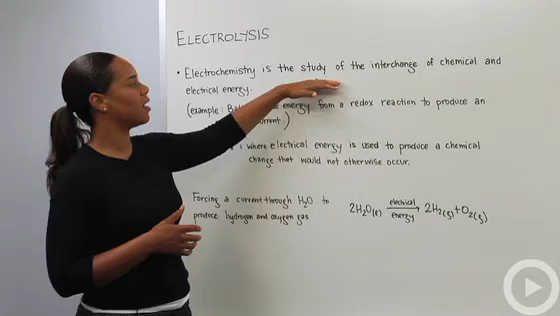 ELECTROLYSIS
• Electrochemistry is the study of the interchange of chemical and
electrical energy.
(example: energy from a redox reaction to produce an
.)
: where electrical energy is used to produce a chemical
change that would not otherwise occur.
Forcing a current through H₂O to
produce hydrogen and oxygen gas
2H₂O(l) electrical energy → 2H₂(g) + O₂(g)